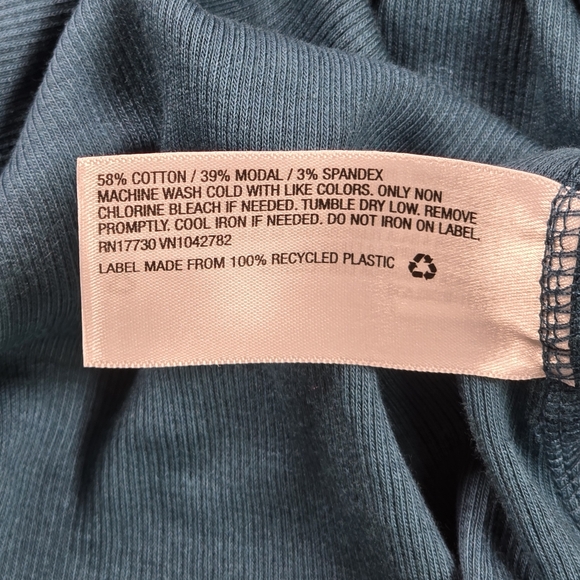 58% COTTON / 39% MODAL / 3% SPANDEX
MACHINE WASH COLD WITH LIKE COLORS. ONLY NON
CHLORINE BLEACH IF NEEDED. TUMBLE DRY LOW. REMOVE
PROMPTLY. COOL IRON IF NEEDED. DO NOT IRON ON LABEL.
RN17730 VN1042782
LABEL MADE FROM 100% RECYCLED PLASTIC